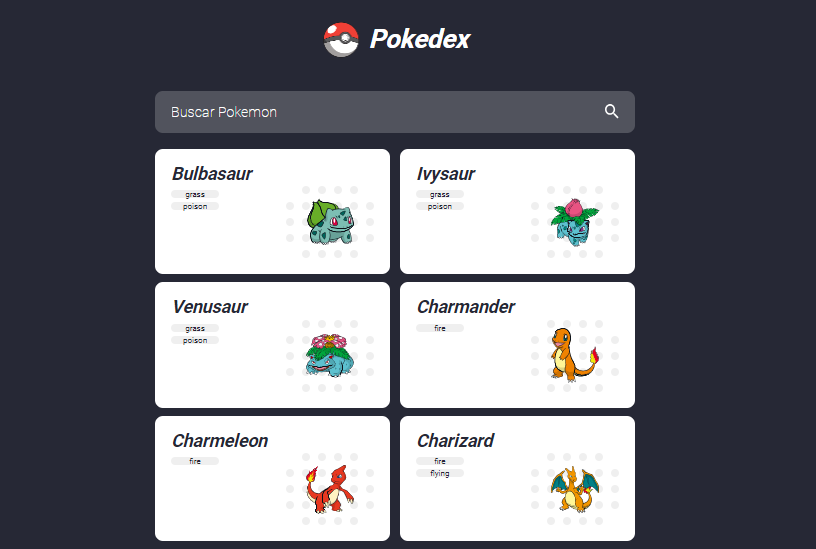 Pokedex
Buscar Pokemon
Bulbasaur
grass
poison
Ivysaur
grass
poison
Venusaur
grass
poison
Charmander
fire
Charmeleon
fire
Charizard
fire
flying